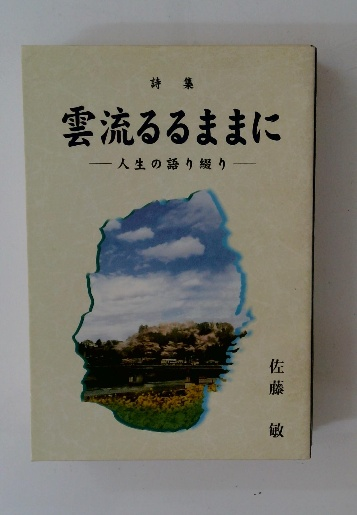 詩集
雲流るるままに
―人生の語り綴り―
佐藤 敏